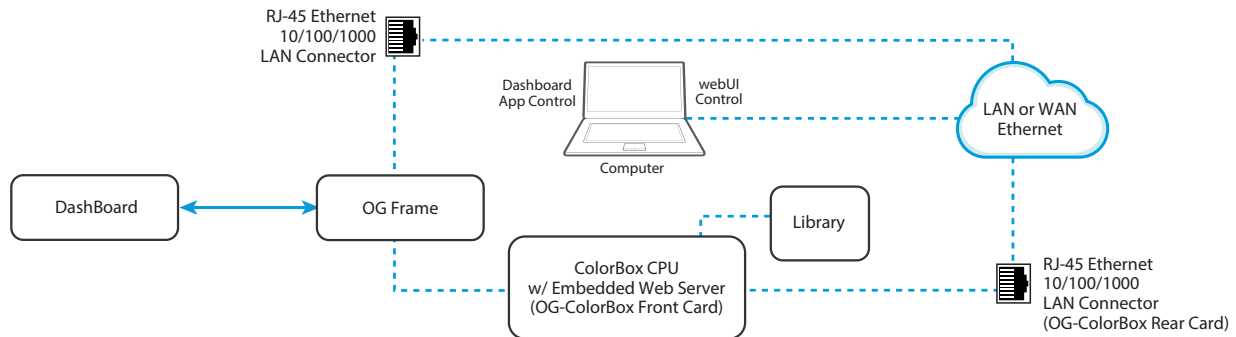 RJ-45 Ethernet
10/100/1000
LAN Connector
Dashboard
App Control
webUI
Control
Computer
LAN or WAN
Ethernet
DashBoard
OG Frame
Library
ColorBox CPU
w/ Embedded Web Server
(OG-ColorBox Front Card)
RJ-45 Ethernet
10/100/1000
LAN Connector
(OG-ColorBox Rear Card)